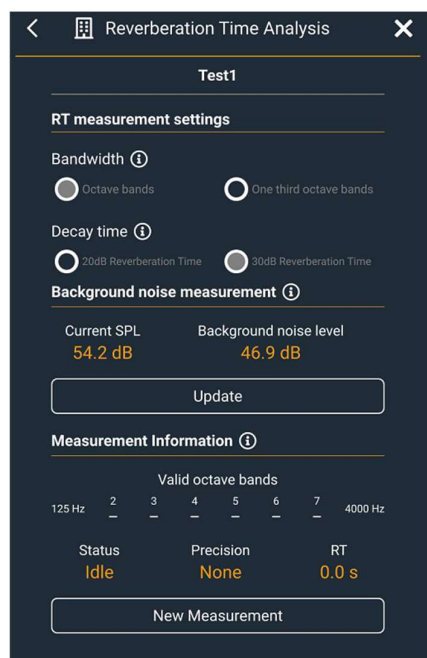 Reverberation Time Analysis
Test1
RT measurement settings
Bandwidth
Octave bands One third octave bands
Decay time
20dB Reverberation Time 30dB Reverberation Time
Background noise measurement
Current SPL Background noise level
54.2 dB 46.9 dB
Update
Measurement Information
Valid octave bands
125 Hz 2 3 4 5 6 7 4000 Hz
Status Precision RT
Idle None 0.0 s
New Measurement